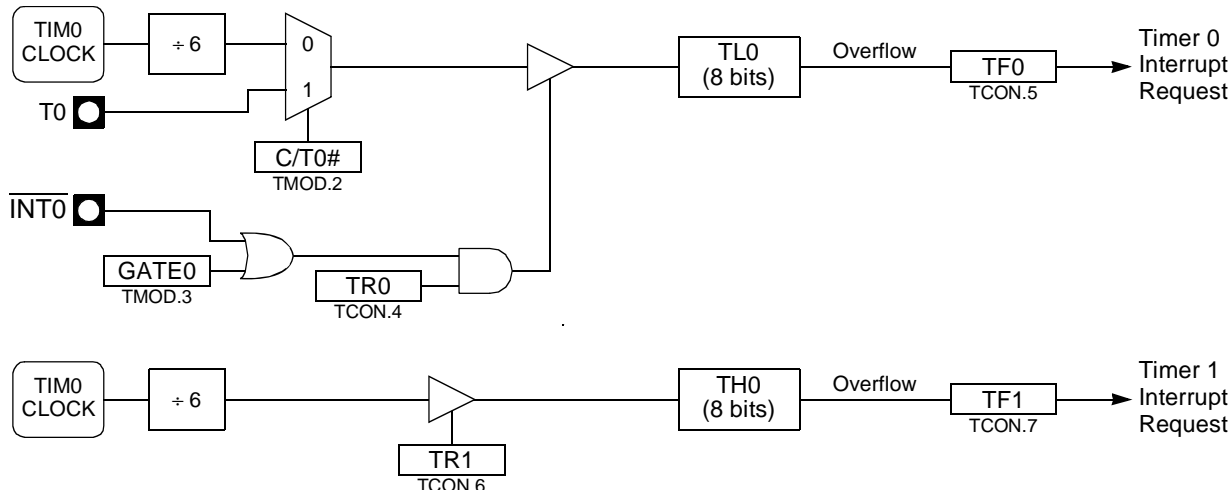 TIM0
CLOCK
÷ 6
0
1
T0
C/T0#
TMOD.2
TL0
(8 bits)
Overflow
TF0
TCON.5
Timer 0
Interrupt
Request
INT0
GATE0
TMOD.3
TR0
TCON.4
TIM0
CLOCK
÷ 6
TR1
TCON.6
TH0
(8 bits)
Overflow
TF1
TCON.7
Timer 1
Interrupt
Request